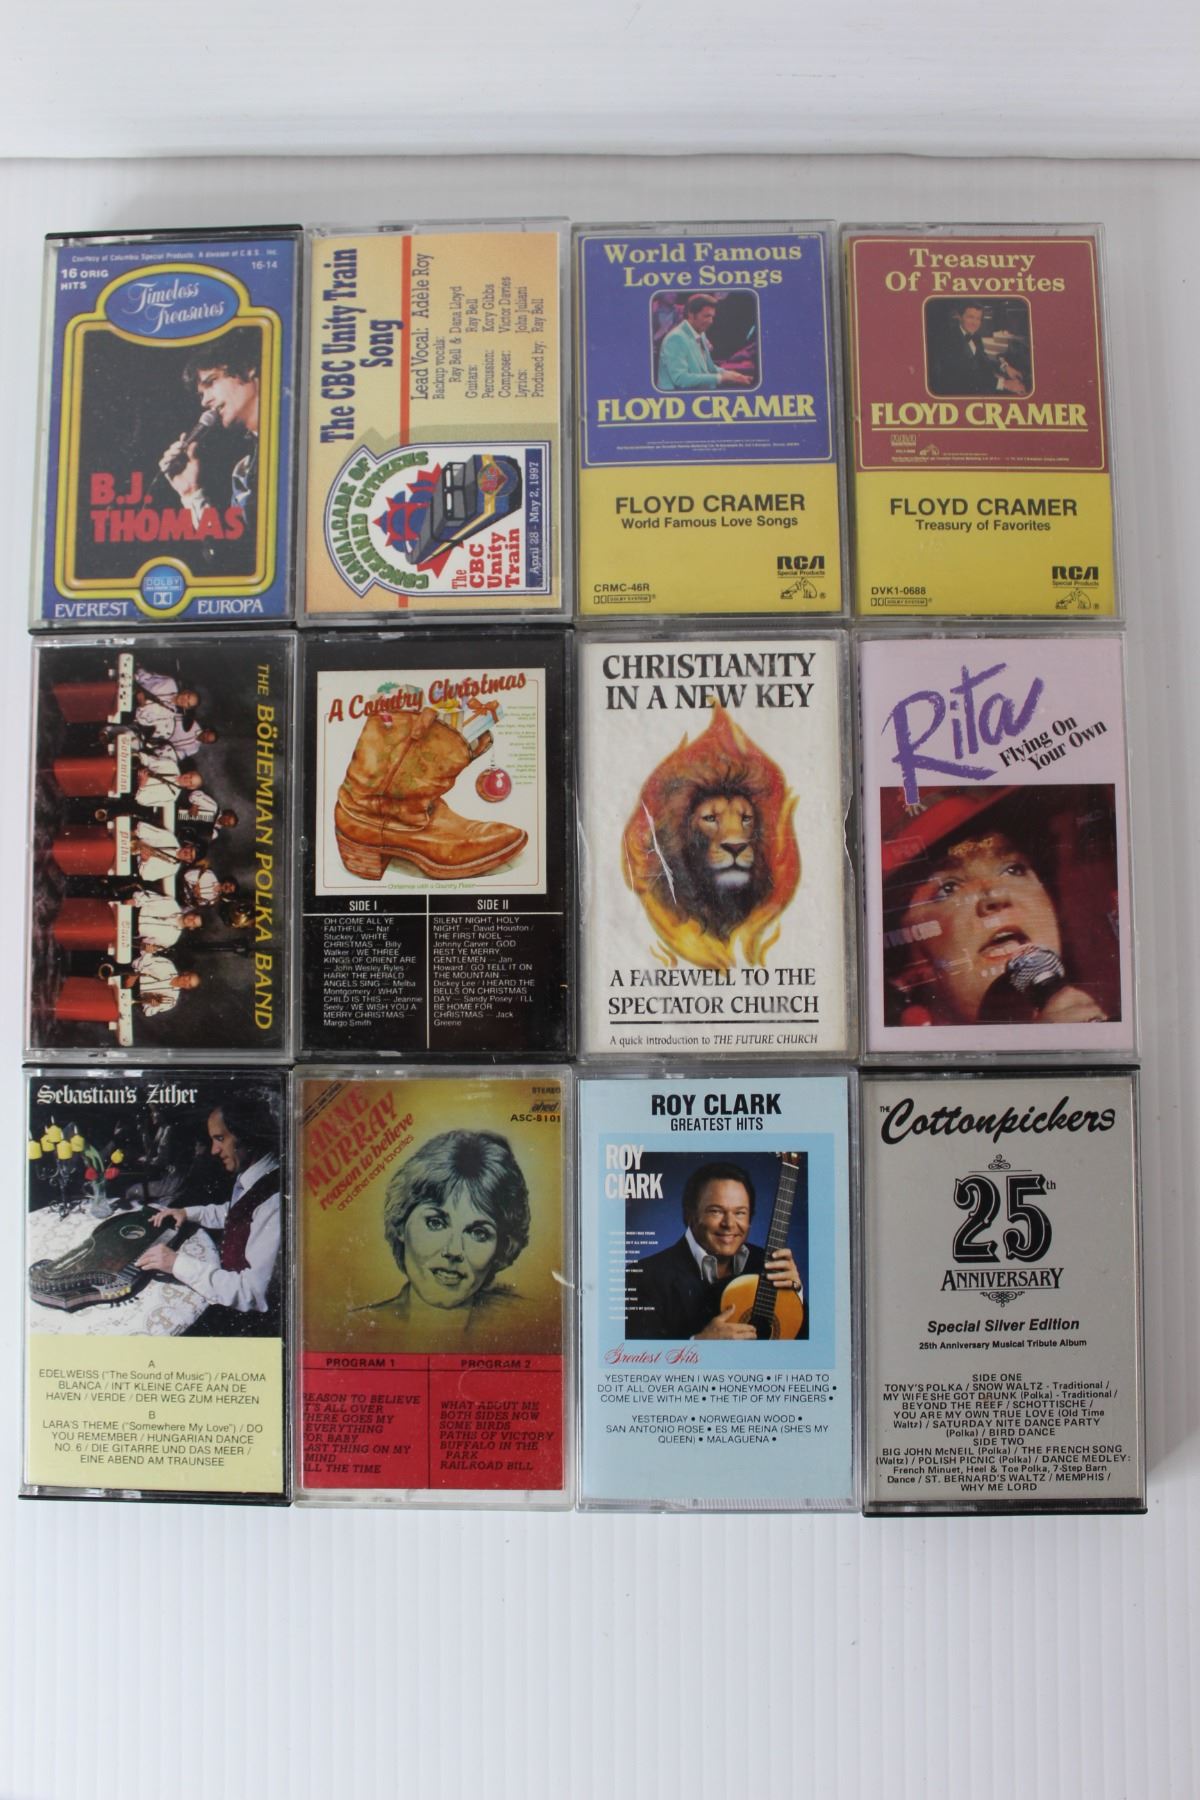 Courtesy of Columbia Special Products. A division of C.B.S. Inc.
16 ORIG
HITS
16-14
Timeless
Treasures
B.J.
THOMAS
DOLBY
EVEREST EUROPA
The CBC Unity Train
Song
Lead Vocal: Adèle Roy
Backup vocals:
Ray Bell & Dana Lloyd
Guitars: Ray Bell
Percussion: Kory Gibbs
Composer: Victor Davies
Lyrics: John Juliani
Produced by: Ray Bell
CANALOADS OF
CONCERNED CITIZENS
The
CBC
Unity
Train
April 28 - May 2, 1997
World Famous
Love Songs
FLOYD CRAMER
FLOYD CRAMER
World Famous Love Songs
CRMC-46R
DOLBY SYSTEM
RCA
Special Products
Treasury
Of Favorites
FLOYD CRAMER
RCA
FLOYD CRAMER
Treasury of Favorites
DVK1-0688
DOLBY SYSTEM
RCA
Special Products
THE BÖHEMIAN POLKA BAND
Bohemian
Polka
Band
A Country Christmas
Christmas with a Country Flavor
SIDE I
OH COME ALL YE
FAITHFUL — Nat
Stuckey / WHITE
CHRISTMAS — Billy
Walker / WE THREE
KINGS OF ORIENT ARE
— John Wesley Ryles /
HARK! THE HERALD
ANGELS SING — Melba
Montgomery / WHAT
CHILD IS THIS — Jeannie
Seely / WE WISH YOU A
MERRY CHRISTMAS —
Margo Smith
SIDE II
SILENT NIGHT, HOLY
NIGHT — David Houston /
THE FIRST NOEL —
Johnny Carver / GOD
REST YE MERRY
GENTLEMEN — Jan
Howard / GO TELL IT ON
THE MOUNTAIN —
Dickey Lee / I HEARD THE
BELLS ON CHRISTMAS
DAY — Sandy Posey / I'LL
BE HOME FOR
CHRISTMAS — Jack
Greene
CHRISTIANITY
IN A NEW KEY
A FAREWELL TO THE
SPECTATOR CHURCH
A quick introduction to THE FUTURE CHURCH
Rita
Flying On
Your Own
Sebastian's Zither
A
EDELWEISS ("The Sound of Music") / PALOMA
BLANCA / IN'T KLEINE CAFE AAN DE
HAVEN / VERDE / DER WEG ZUM HERZEN
B
LARA'S THEME ("Somewhere My Love") / DO
YOU REMEMBER / HUNGARIAN DANCE
NO. 6 / DIE GITARRE UND DAS MEER /
EINE ABEND AM TRAUNSEE
STEREO
ahed
ASC-8101
ANNE
MURRAY
reason to believe
and other early favorites
PROGRAM 1
REASON TO BELIEVE
IT'S ALL OVER
THERE GOES MY
EVERYTHING
FOR BABY
LAST THING ON MY
MIND
ALL THE TIME
PROGRAM 2
WHAT ABOUT ME
BOTH SIDES NOW
SOME BIRDS
PATHS OF VICTORY
BUFFALO IN THE
PARK
RAILROAD BILL
ROY CLARK
GREATEST HITS
ROY
CLARK
Greatest Hits
YESTERDAY WHEN I WAS YOUNG • IF I HAD TO
DO IT ALL OVER AGAIN • HONEYMOON FEELING •
COME LIVE WITH ME • THE TIP OF MY FINGERS •
YESTERDAY • NORWEGIAN WOOD •
SAN ANTONIO ROSE • ES ME REINA (SHE'S MY
QUEEN) • MALAGUENA •
THE
Cottonpickers
25th
ANNIVERSARY
Special Silver Edition
25th Anniversary Musical Tribute Album
SIDE ONE
TONY'S POLKA / SNOW WALTZ - Traditional /
MY WIFE SHE GOT DRUNK (Polka) - Traditional /
BEYOND THE REEF / SCHOTTISCHE /
YOU ARE MY OWN TRUE LOVE (Old Time
Waltz) / SATURDAY NITE DANCE PARTY
(Polka) / BIRD DANCE
SIDE TWO
BIG JOHN McNEIL (Polka) / THE FRENCH SONG
(Waltz) / POLISH PICNIC (Polka) / DANCE MEDLEY:
French Minuet, Heel & Toe Polka, 7-Step Barn
Dance / ST. BERNARD'S WALTZ / MEMPHIS /
WHY ME LORD